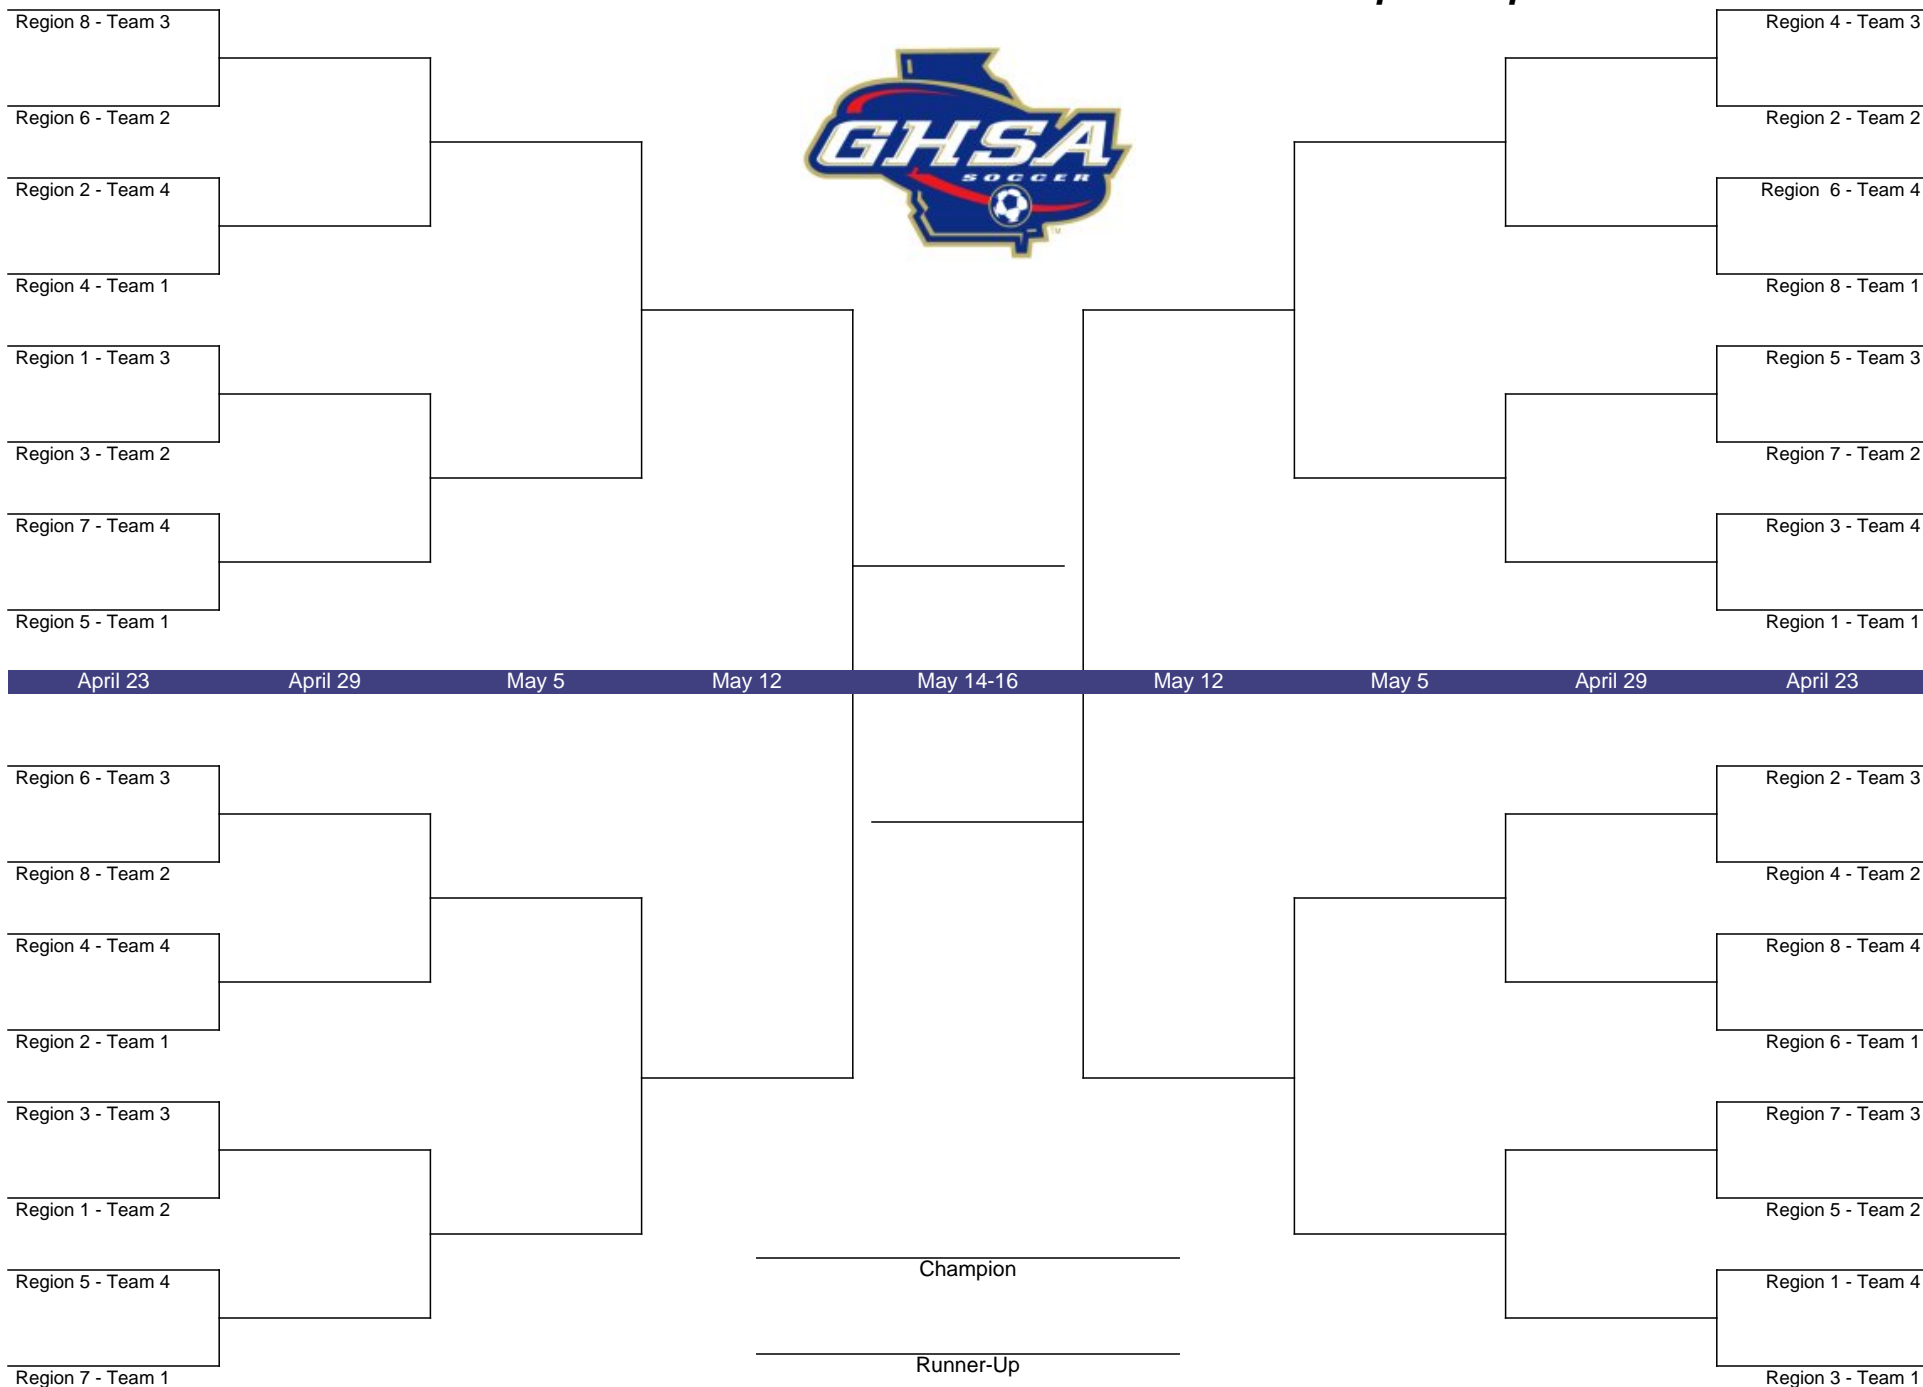 Region 8 - Team 3
Region 6 - Team 2
Region 2 - Team 4
Region 4 - Team 1
Region 1 - Team 3
Region 3 - Team 2
Region 7 - Team 4
Region 5 - Team 1
GHSA
SOCCER
TM
Region 4 - Team 3
Region 2 - Team 2
Region  6 - Team 4
Region 8 - Team 1
Region 5 - Team 3
Region 7 - Team 2
Region 3 - Team 4
Region 1 - Team 1
April 23 April 29 May 5 May 12 May 14-16 May 12 May 5 April 29 April 23
Region 6 - Team 3
Region 8 - Team 2
Region 4 - Team 4
Region 2 - Team 1
Region 3 - Team 3
Region 1 - Team 2
Region 5 - Team 4
Region 7 - Team 1
Champion
Runner-Up
Region 2 - Team 3
Region 4 - Team 2
Region 8 - Team 4
Region 6 - Team 1
Region 7 - Team 3
Region 5 - Team 2
Region 1 - Team 4
Region 3 - Team 1